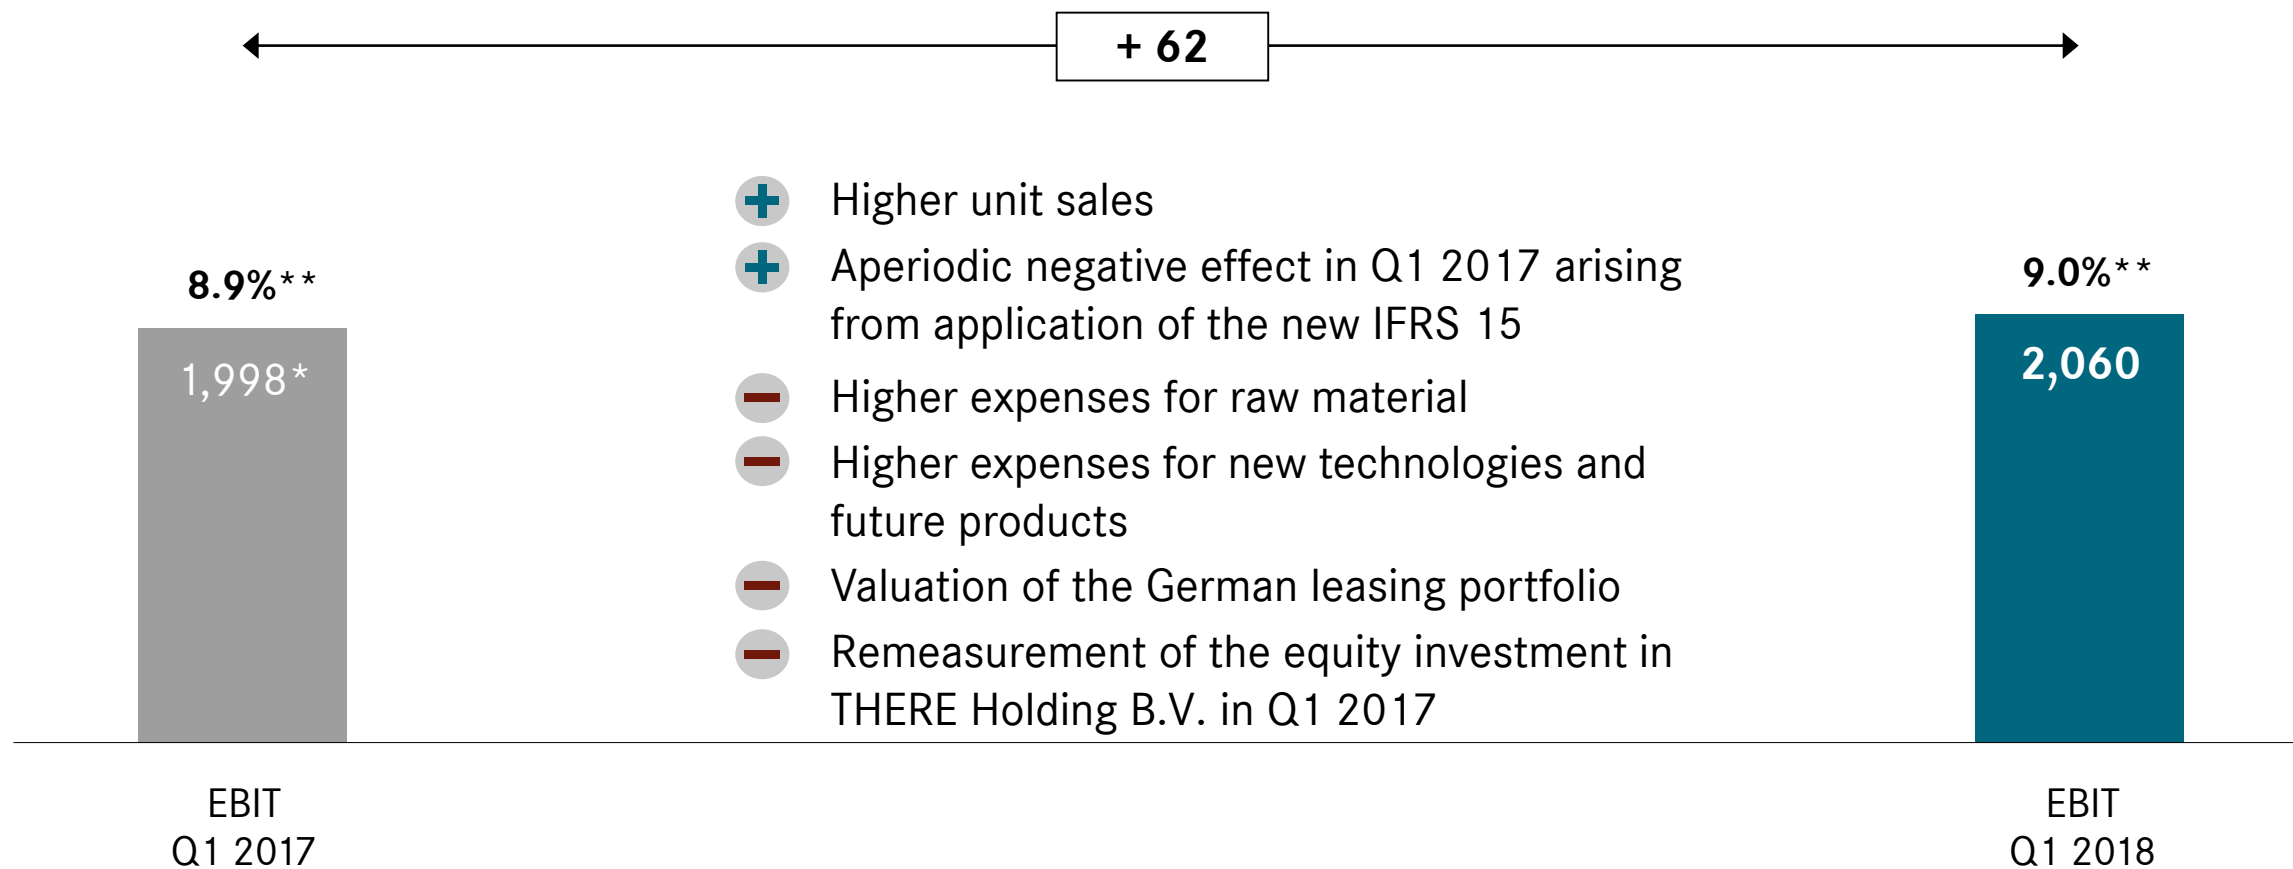 + 62
Higher unit sales
Aperiodic negative effect in Q1 2017 arising
from application of the new IFRS 15
Higher expenses for raw material
Higher expenses for new technologies and
future products
Valuation of the German leasing portfolio
Remeasurement of the equity investment in
THERE Holding B.V. in Q1 2017
8.9%**
1,998*
9.0%**
2,060
EBIT
Q1 2017
EBIT
Q1 2018